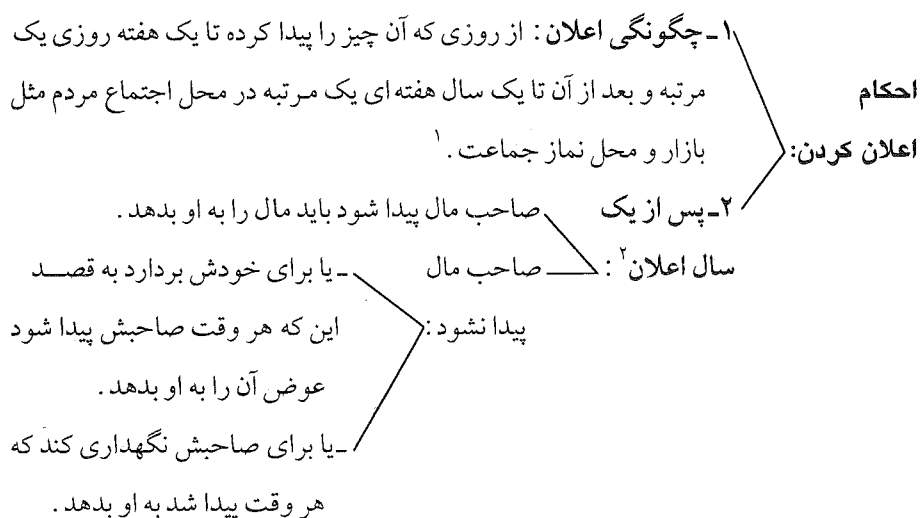 احکام
اعلان کردن:
۱ـ چگونگی اعلان: از روزی که آن چیز را پیدا کرده تا یک هفته روزی یک
مرتبه و بعد از آن تا یک سال هفته ای یک مرتبه در محل اجتماع مردم مثل
بازار و محل نماز جماعت.۱
۲ـ پس از یک
سال اعلان۲:
صاحب مال پیدا شود باید مال را به او بدهد.
صاحب مال
پیدا نشود:
ـ یا برای خودش بردارد به قصد
این که هر وقت صاحبش پیدا شود
عوض آن را به او بدهد.
ـ یا برای صاحبش نگهداری کند که
هر وقت پیدا شد به او بدهد.